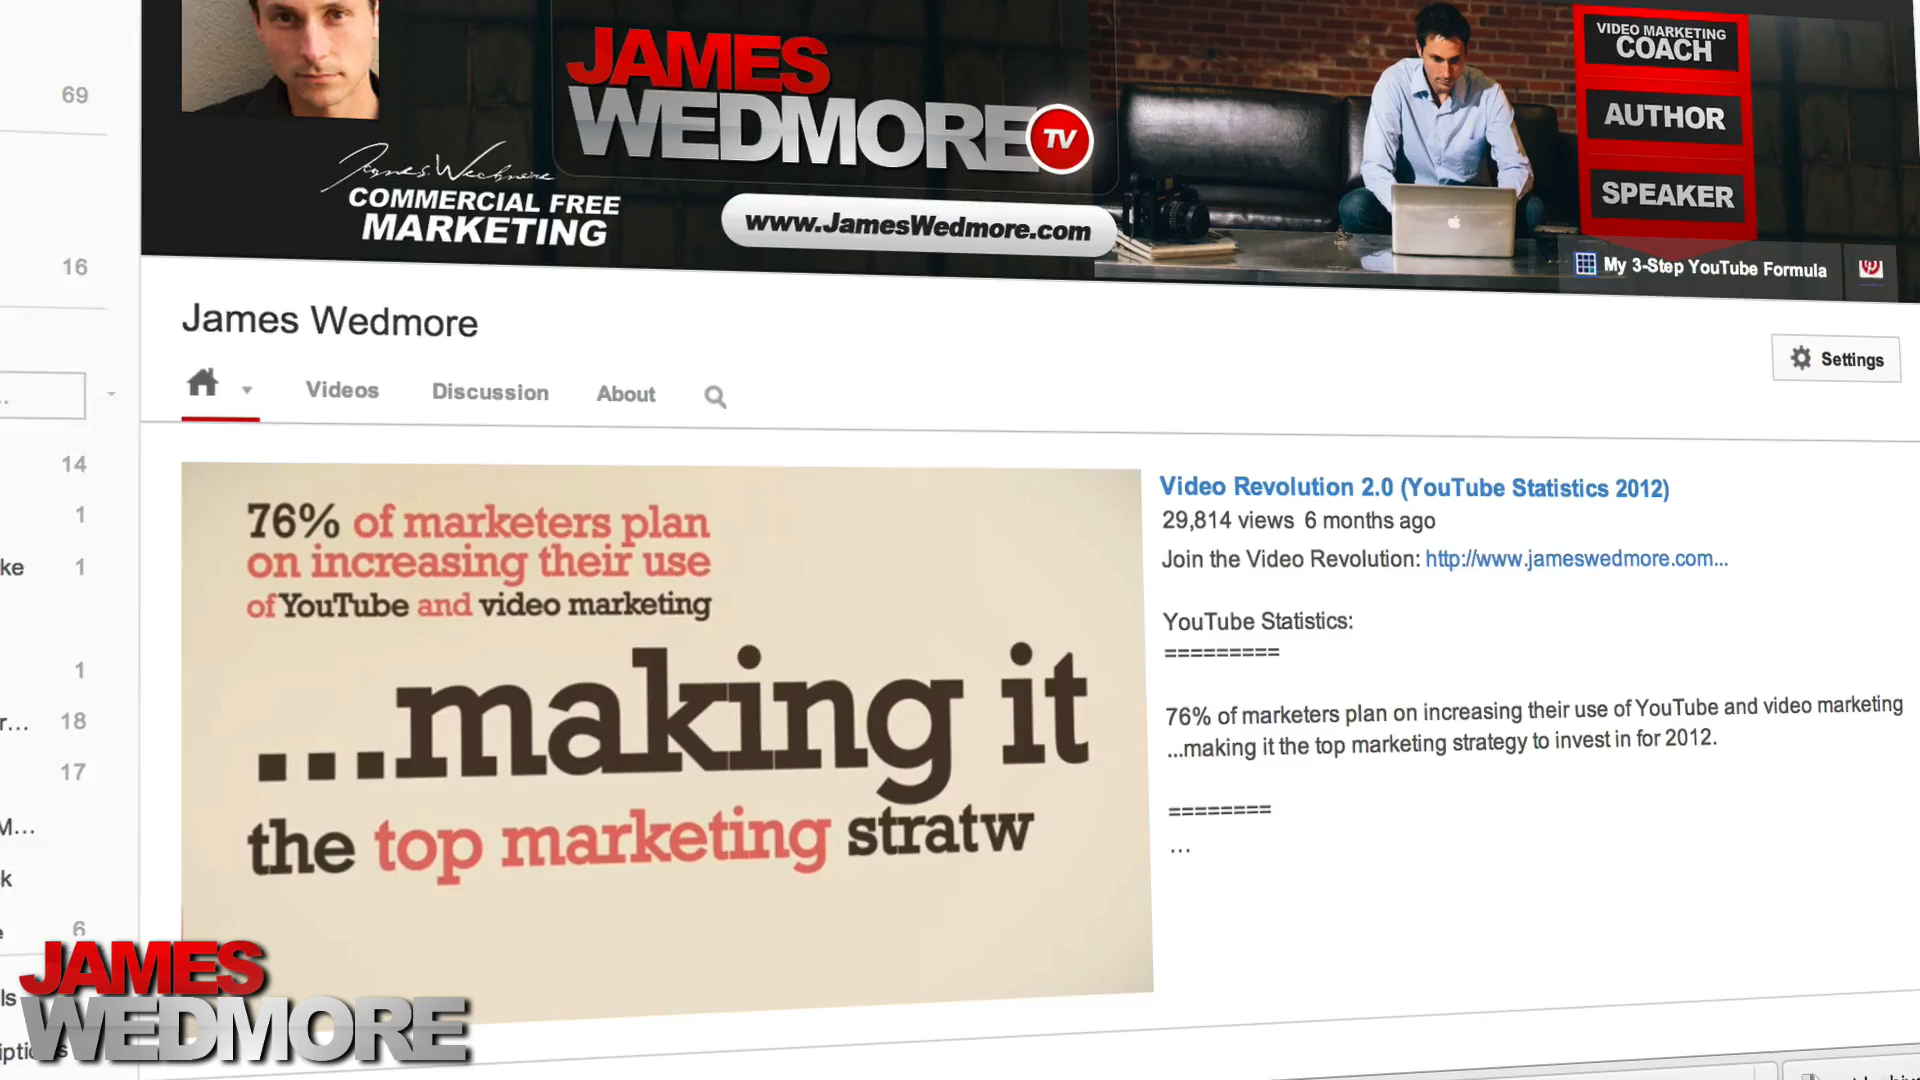 JAMES
WEDMORE TV
VIDEO MARKETING
COACH
AUTHOR
SPEAKER
James Wedmore
COMMERCIAL FREE
MARKETING
www.JamesWedmore.com
My 3-Step YouTube Formula
James Wedmore
Settings
Videos Discussion About
76% of marketers plan
on increasing their use
of YouTube and video marketing
...making it
the top marketing stratw
Video Revolution 2.0 (YouTube Statistics 2012)
29,814 views 6 months ago
Join the Video Revolution: http://www.jameswedmore.com...
YouTube Statistics:
=========
76% of marketers plan on increasing their use of YouTube and video marketing
...making it the top marketing strategy to invest in for 2012.
========
...
69
16
14
1
ke 1
1
r... 18
17
M...
6
JAMES
WEDMORE